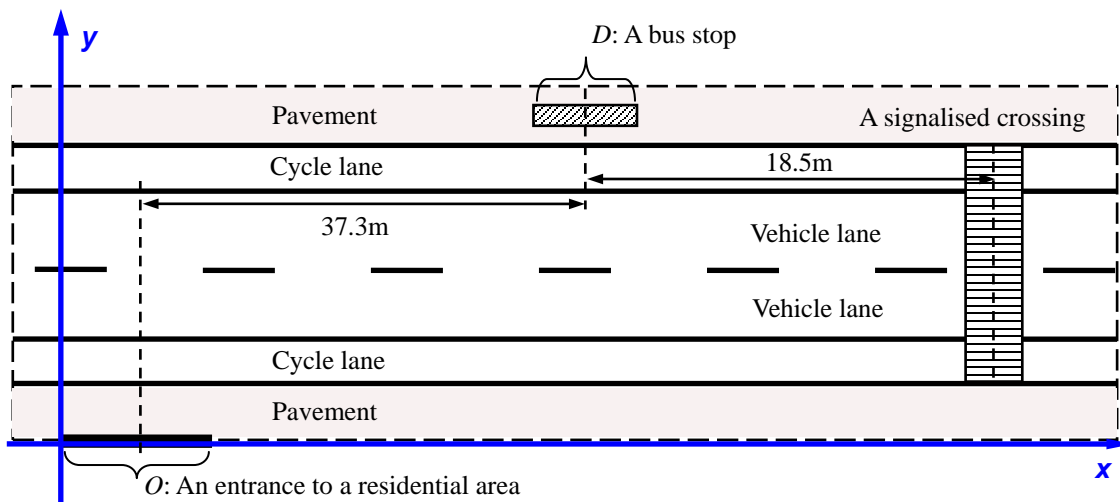 y
D: A bus stop
Pavement
A signalised crossing
Cycle lane
18.5m
37.3m
Vehicle lane
Vehicle lane
Cycle lane
Pavement
x
O: An entrance to a residential area